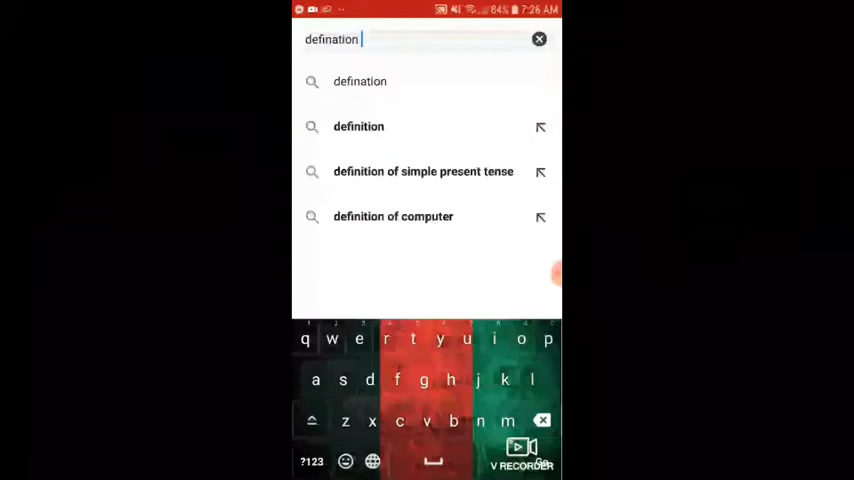 84% 7:26 AM
defination
defination
definition
definition of simple present tense
definition of computer
q w e r t y u i o p
a s d f g h j k l
z x c v b n m
?123
V RECORDER